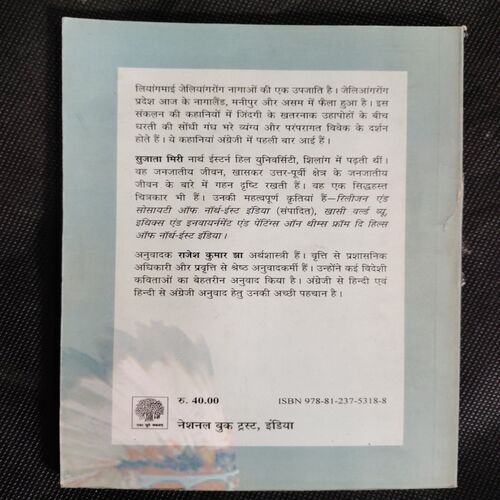 लियांगमाई जेलियांगरोंग नागाओं की एक उपजाति है। जेलिआंगरोंग
प्रदेश आज के नागालैंड, मनीपुर और असम में फैला हुआ है। इस
संकलन की कहानियों में जिंदगी के खतरनाक उहापोहों के बीच
धरती की सोंधी गंध भरे व्यंग्य और परंपरागत विवेक के दर्शन
होते हैं। ये कहानियां अंग्रेजी में पहली बार आई हैं।
सुजाता मिरी नार्थ ईस्टर्न हिल युनिवर्सिटी, शिलांग में पढ़ती थीं।
वह जनजातीय जीवन, खासकर उत्तर-पूर्वी क्षेत्र के जनजातीय
जीवन के बारे में गहन दृष्टि रखती हैं। वह एक सिद्धहस्त
चित्रकार भी हैं। उनकी महत्वपूर्ण कृतियां हैं—रिलीजन एंड
सोसायटी ऑफ नॉर्थ-ईस्ट इंडिया (संपादित), खासी वर्ल्ड व्यू,
इथिक्स एंड इनवायर्नमेंट एंड पेंटिंग्स ऑन थीम्स फ्रॉम दि हिल्स
ऑफ नॉर्थ-ईस्ट इंडिया।
अनुवादक राजेश कुमार झा अर्थशास्त्री हैं। वृत्ति से प्रशासनिक
अधिकारी और प्रवृत्ति से श्रेष्ठ अनुवादकर्मी हैं। उन्होंने कई विदेशी
कविताओं का बेहतरीन अनुवाद किया है। अंग्रेजी से हिन्दी एवं
हिन्दी से अंग्रेजी अनुवाद हेतु उनकी अच्छी पहचान है।
रु. 40.00
ISBN 978-81-237-5318-8
नेशनल बुक ट्रस्ट, इंडिया